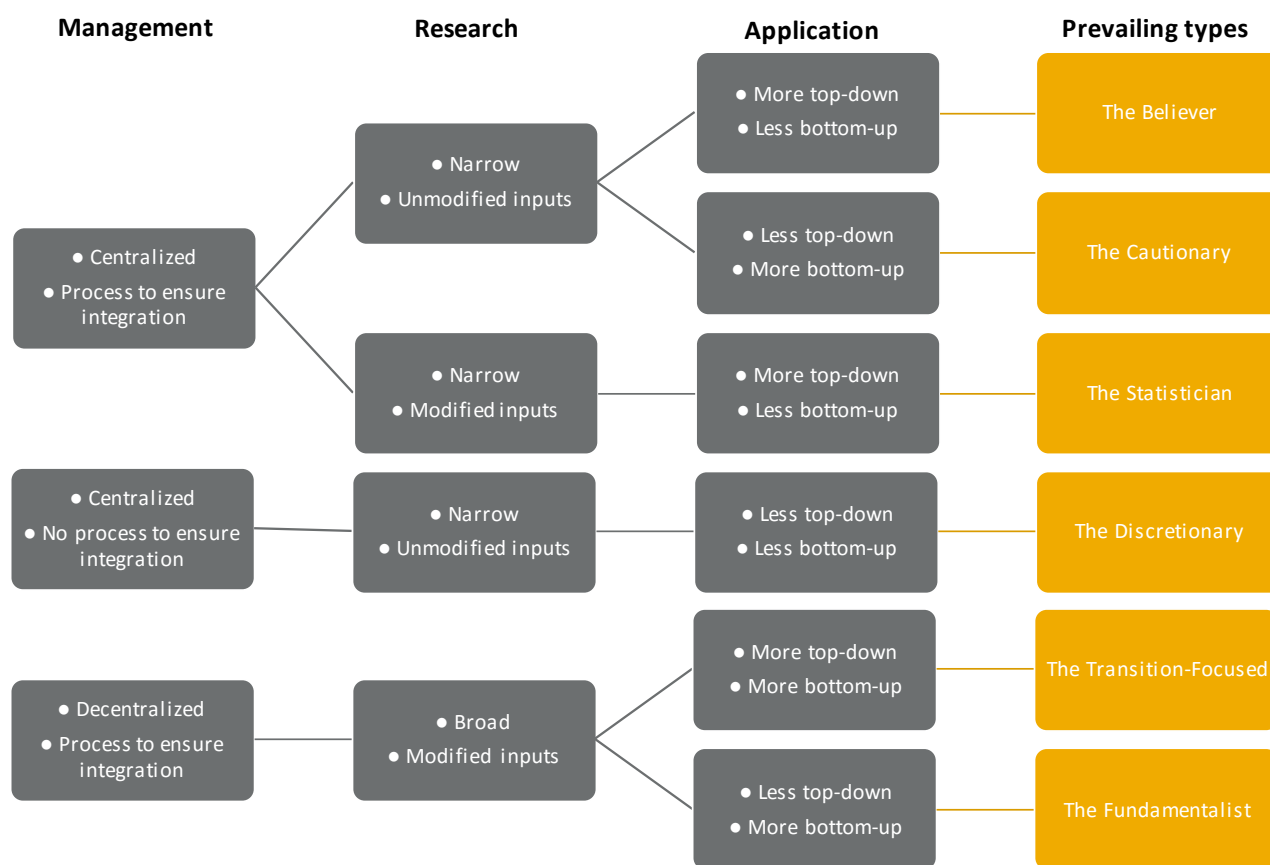 Management
Research
Application
Prevailing types
● More top-down
● Less bottom-up
The Believer
● Narrow
● Unmodified inputs
● Less top-down
● More bottom-up
The Cautionary
● Centralized
● Process to ensure
integration
● Narrow
● Modified inputs
● More top-down
● Less bottom-up
The Statistician
● Centralized
● No process to ensure
integration
● Narrow
● Unmodified inputs
● Less top-down
● Less bottom-up
The Discretionary
● More top-down
● More bottom-up
The Transition-Focused
● Decentralized
● Process to ensure
integration
● Broad
● Modified inputs
● Less top-down
● More bottom-up
The Fundamentalist